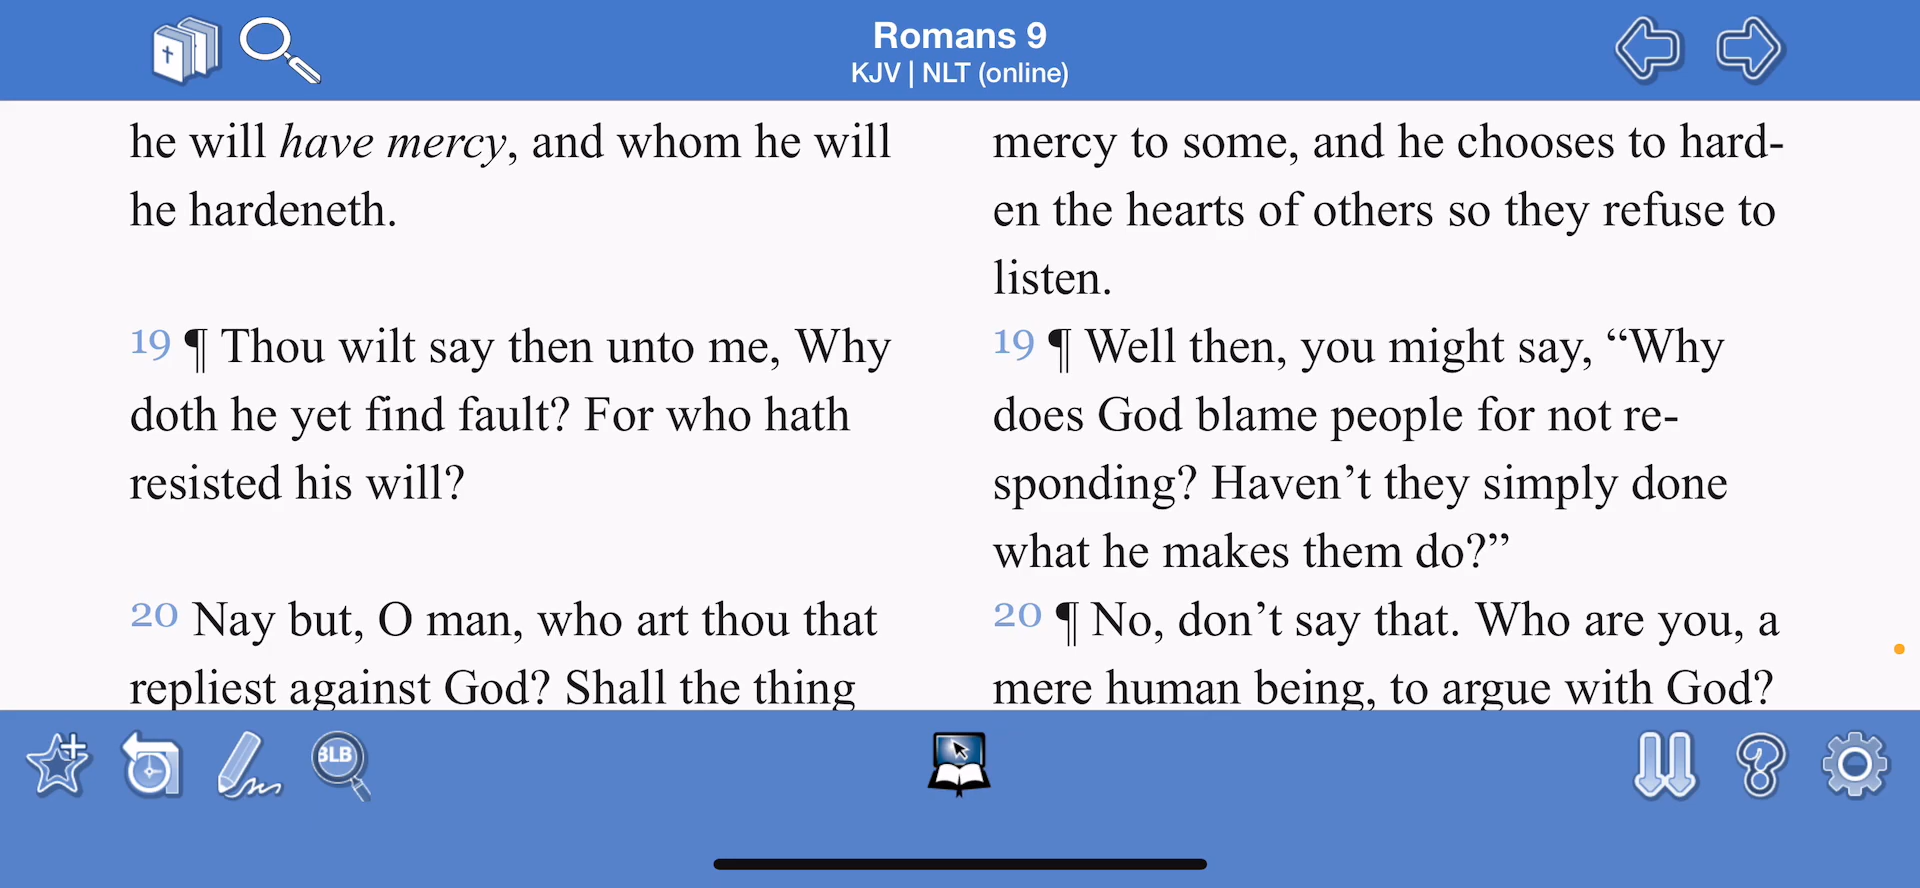 Romans 9
KJV | NLT (online)
he will have mercy, and whom he will
he hardeneth.
19 ¶ Thou wilt say then unto me, Why
doth he yet find fault? For who hath
resisted his will?
20 Nay but, O man, who art thou that
repliest against God? Shall the thing
mercy to some, and he chooses to hard-
en the hearts of others so they refuse to
listen.
19 ¶ Well then, you might say, “Why
does God blame people for not re-
sponding? Haven’t they simply done
what he makes them do?”
20 ¶ No, don’t say that. Who are you, a
mere human being, to argue with God?
BLB